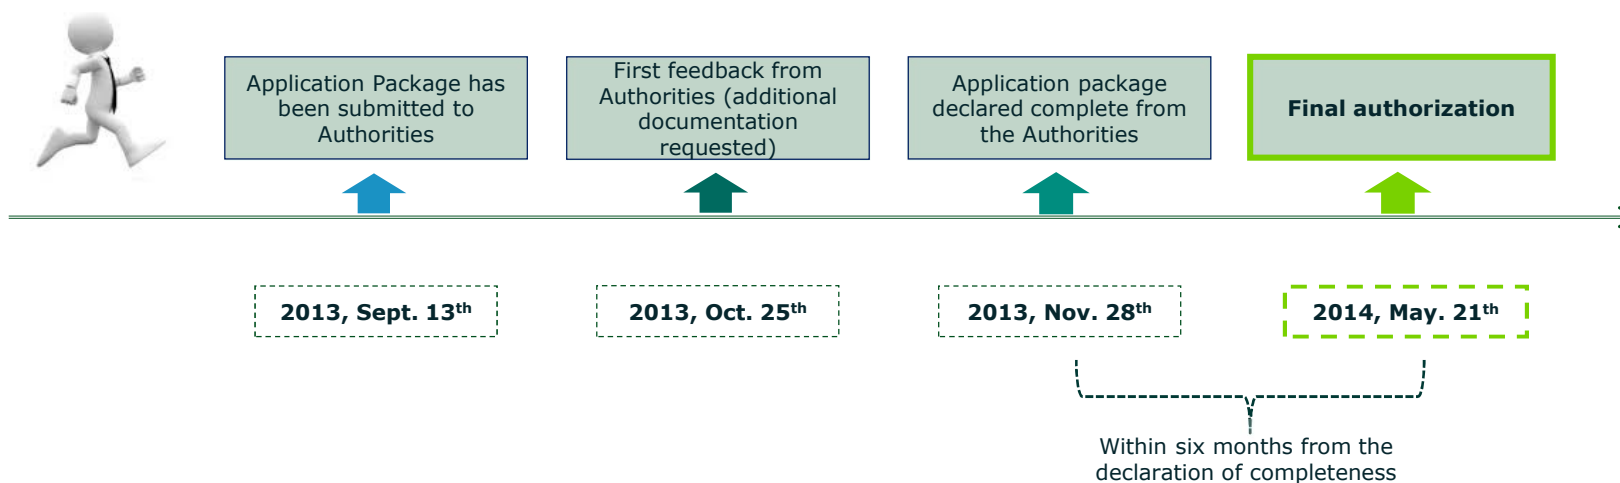 Application Package has
been submitted to
Authorities
First feedback from
Authorities (additional
documentation
requested)
Application package
declared complete from
the Authorities
Final authorization
2013, Sept. 13th
2013, Oct. 25th
2013, Nov. 28th
2014, May. 21th
Within six months from the
declaration of completeness